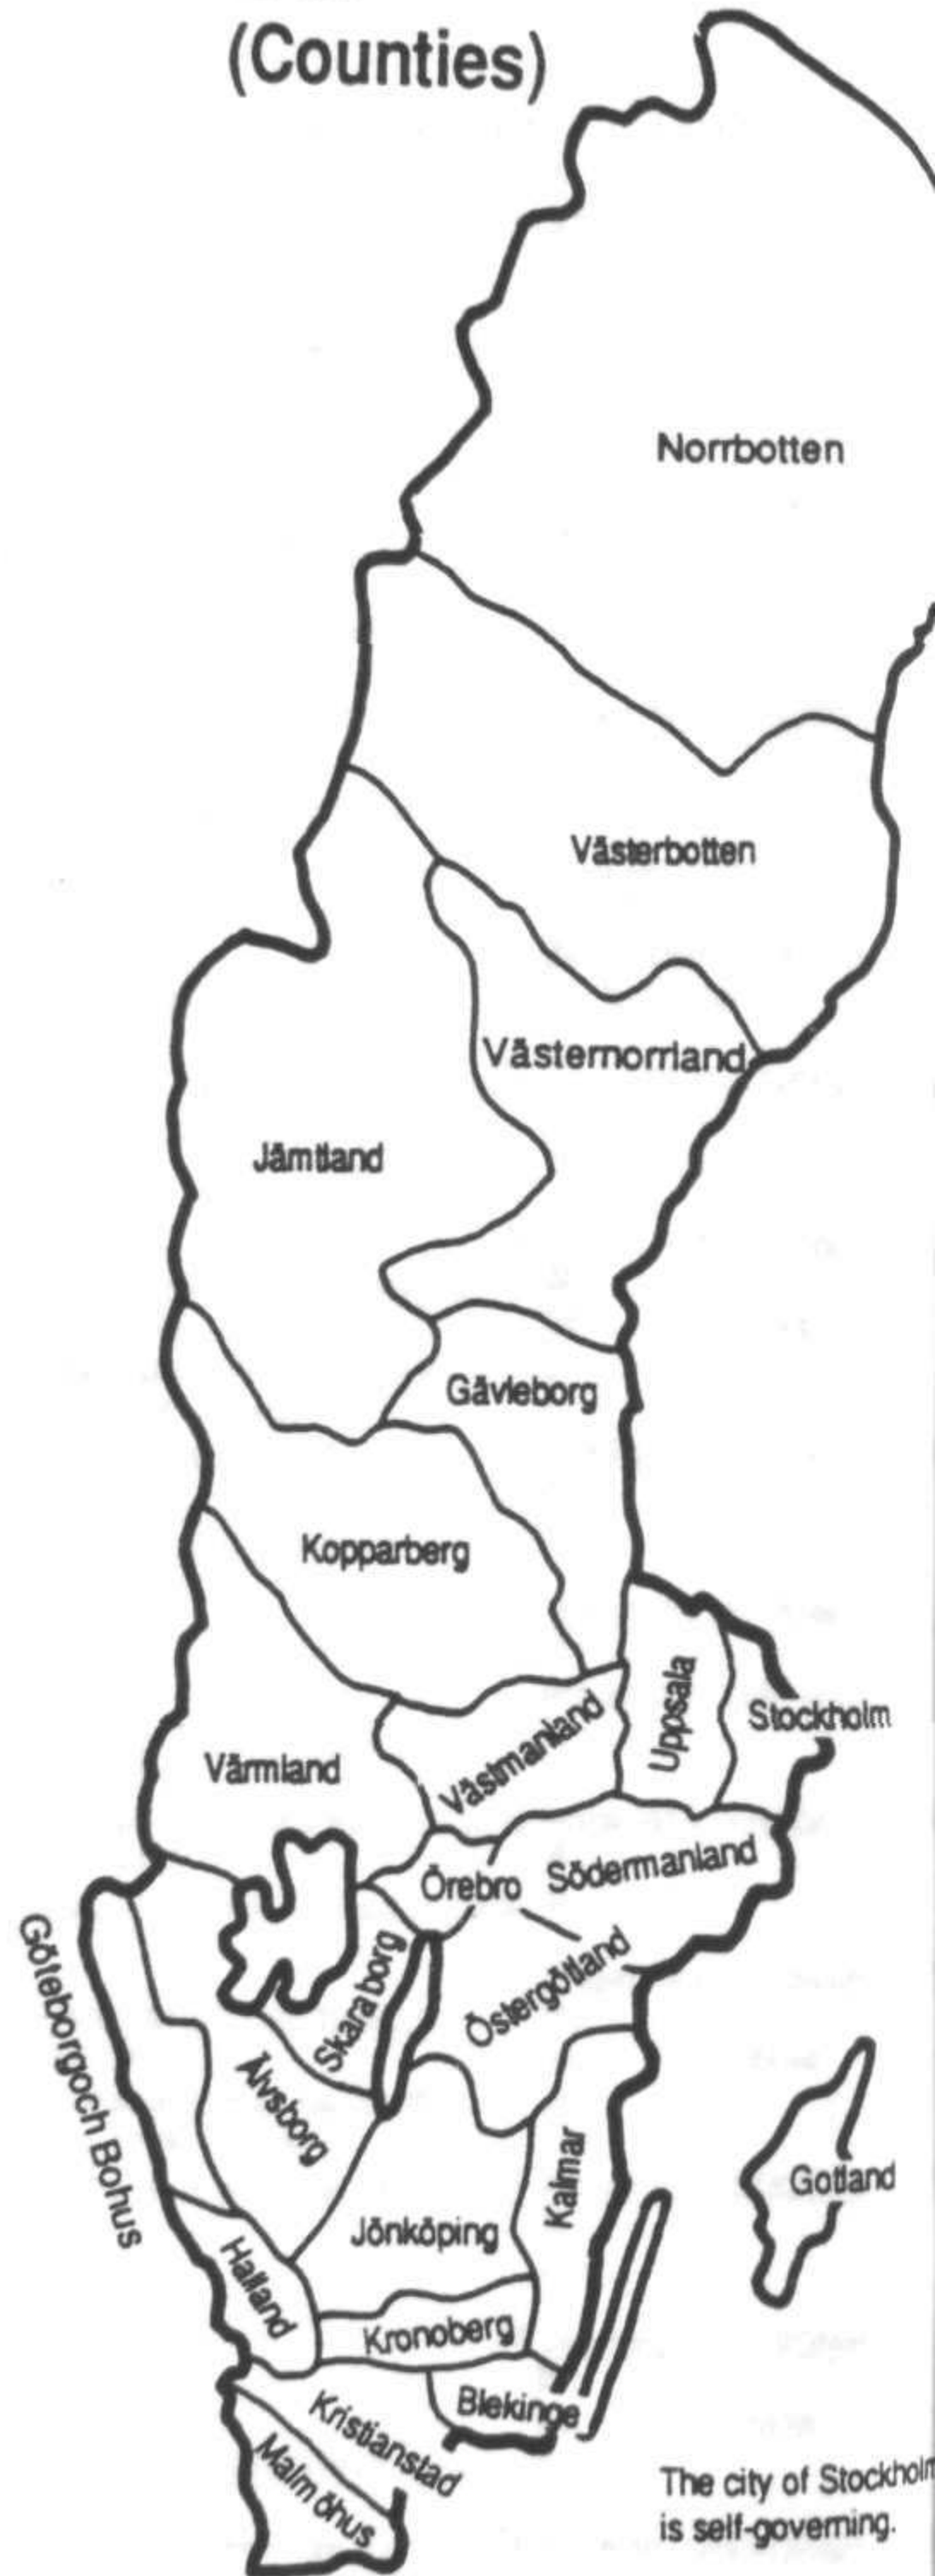 (Counties)
Norrbotten
Västerbotten
Västernorrland
Jämtland
Gävleborg
Kopparberg
Uppsala
Stockholm
Västmanland
Värmland
Örebro
Södermanland
Göteborgoch Bohus
Skaraborg
Östergötland
Älvsborg
Kalmar
Gotland
Jönköping
Halland
Kronoberg
Blekinge
Kristianstad
Malmöhus
The city of Stockholm
is self-governing.